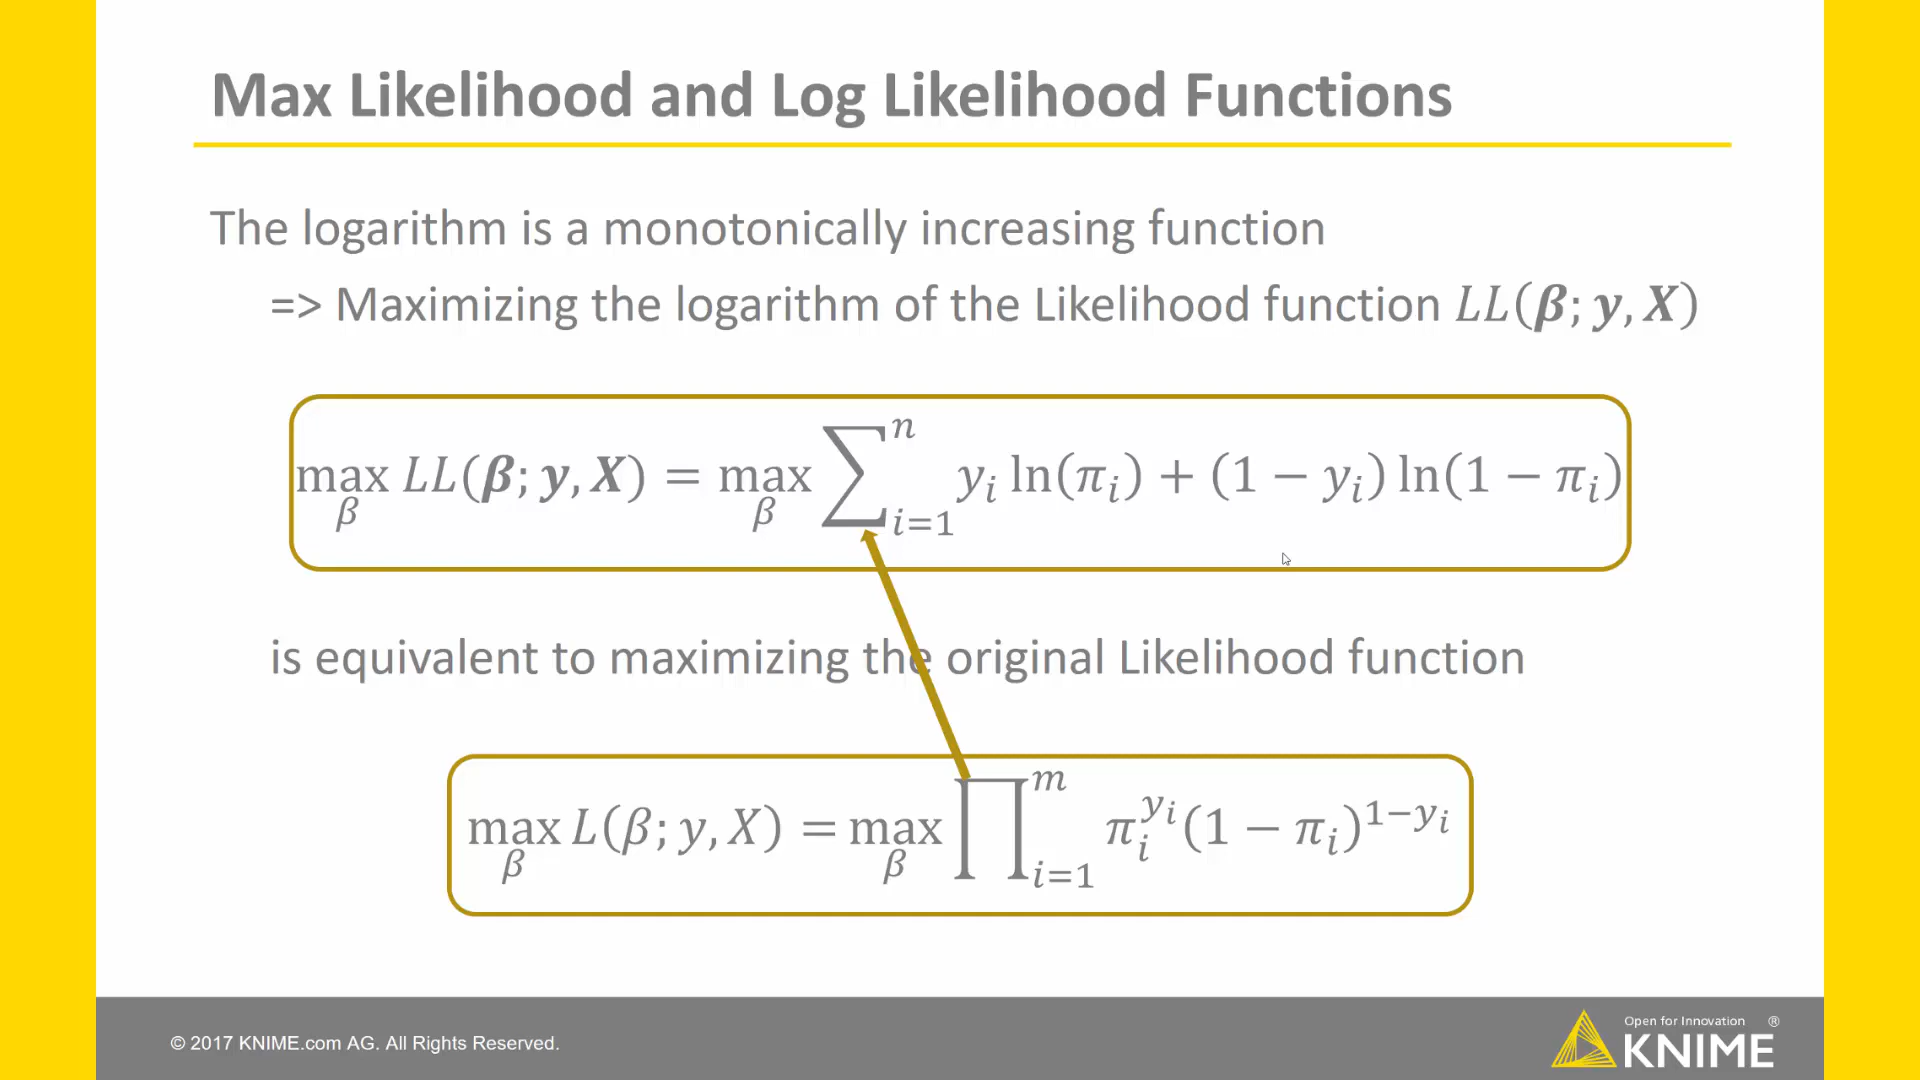 Max Likelihood and Log Likelihood Functions
The logarithm is a monotonically increasing function
=> Maximizing the logarithm of the Likelihood function LL(β; y, X)
max_β LL(β; y, X) = max_β ∑_{i=1}^{n} y_i ln(π_i) + (1 − y_i) ln(1 − π_i)
is equivalent to maximizing the original Likelihood function
max_β L(β; y, X) = max_β ∏_{i=1}^{m} π_i^{y_i} (1 − π_i)^{1−y_i}
© 2017 KNIME.com AG. All Rights Reserved.
Open for Innovation ®
KNIME